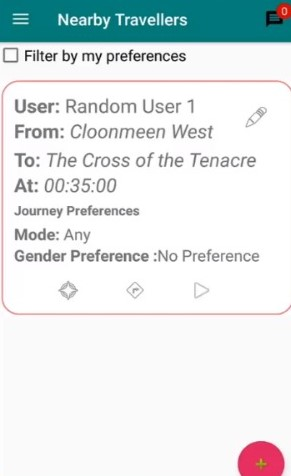 Nearby Travellers
0
Filter by my preferences
User: Random User 1
From: Cloonmeen West
To: The Cross of the Tenacre
At: 00:35:00
Journey Preferences
Mode: Any
Gender Preference :No Preference
+